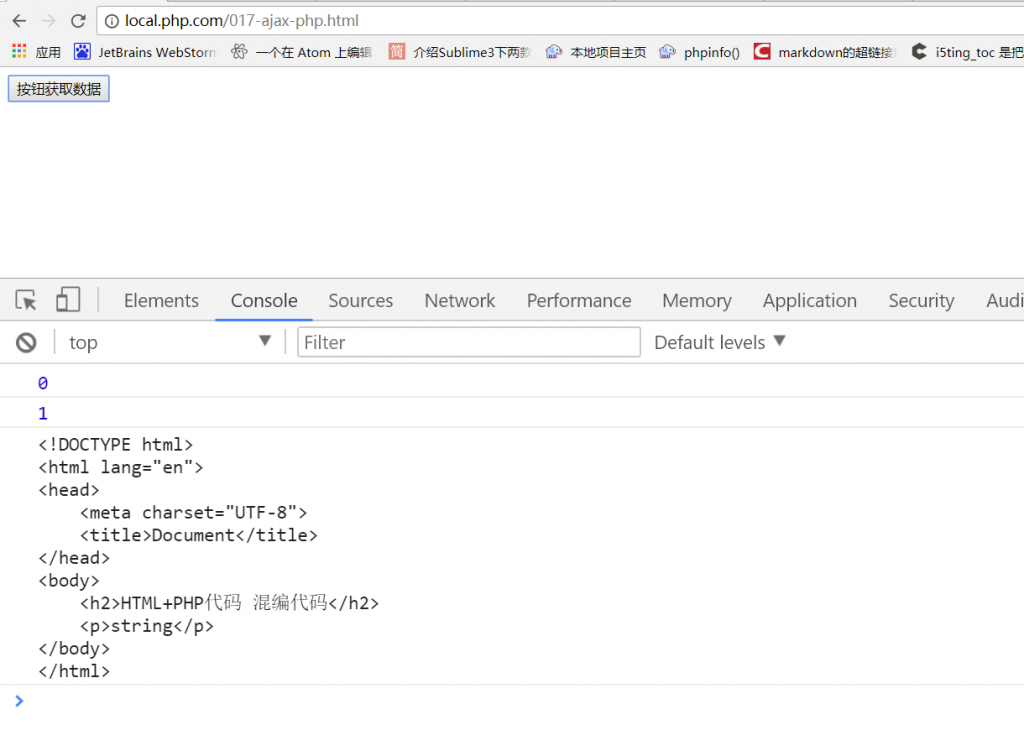 local.php.com/017-ajax-php.html
应用 JetBrains WebStorm 一个在 Atom 上编辑 简 介绍Sublime3下两款 本地项目主页 phpinfo() markdown的超链接 i5ting_toc 是把
按钮获取数据
Elements Console Sources Network Performance Memory Application Security Audi
top Filter Default levels
0
1
<!DOCTYPE html>
<html lang="en">
<head>
    <meta charset="UTF-8">
    <title>Document</title>
</head>
<body>
    <h2>HTML+PHP代码 混编代码</h2>
    <p>string</p>
</body>
</html>